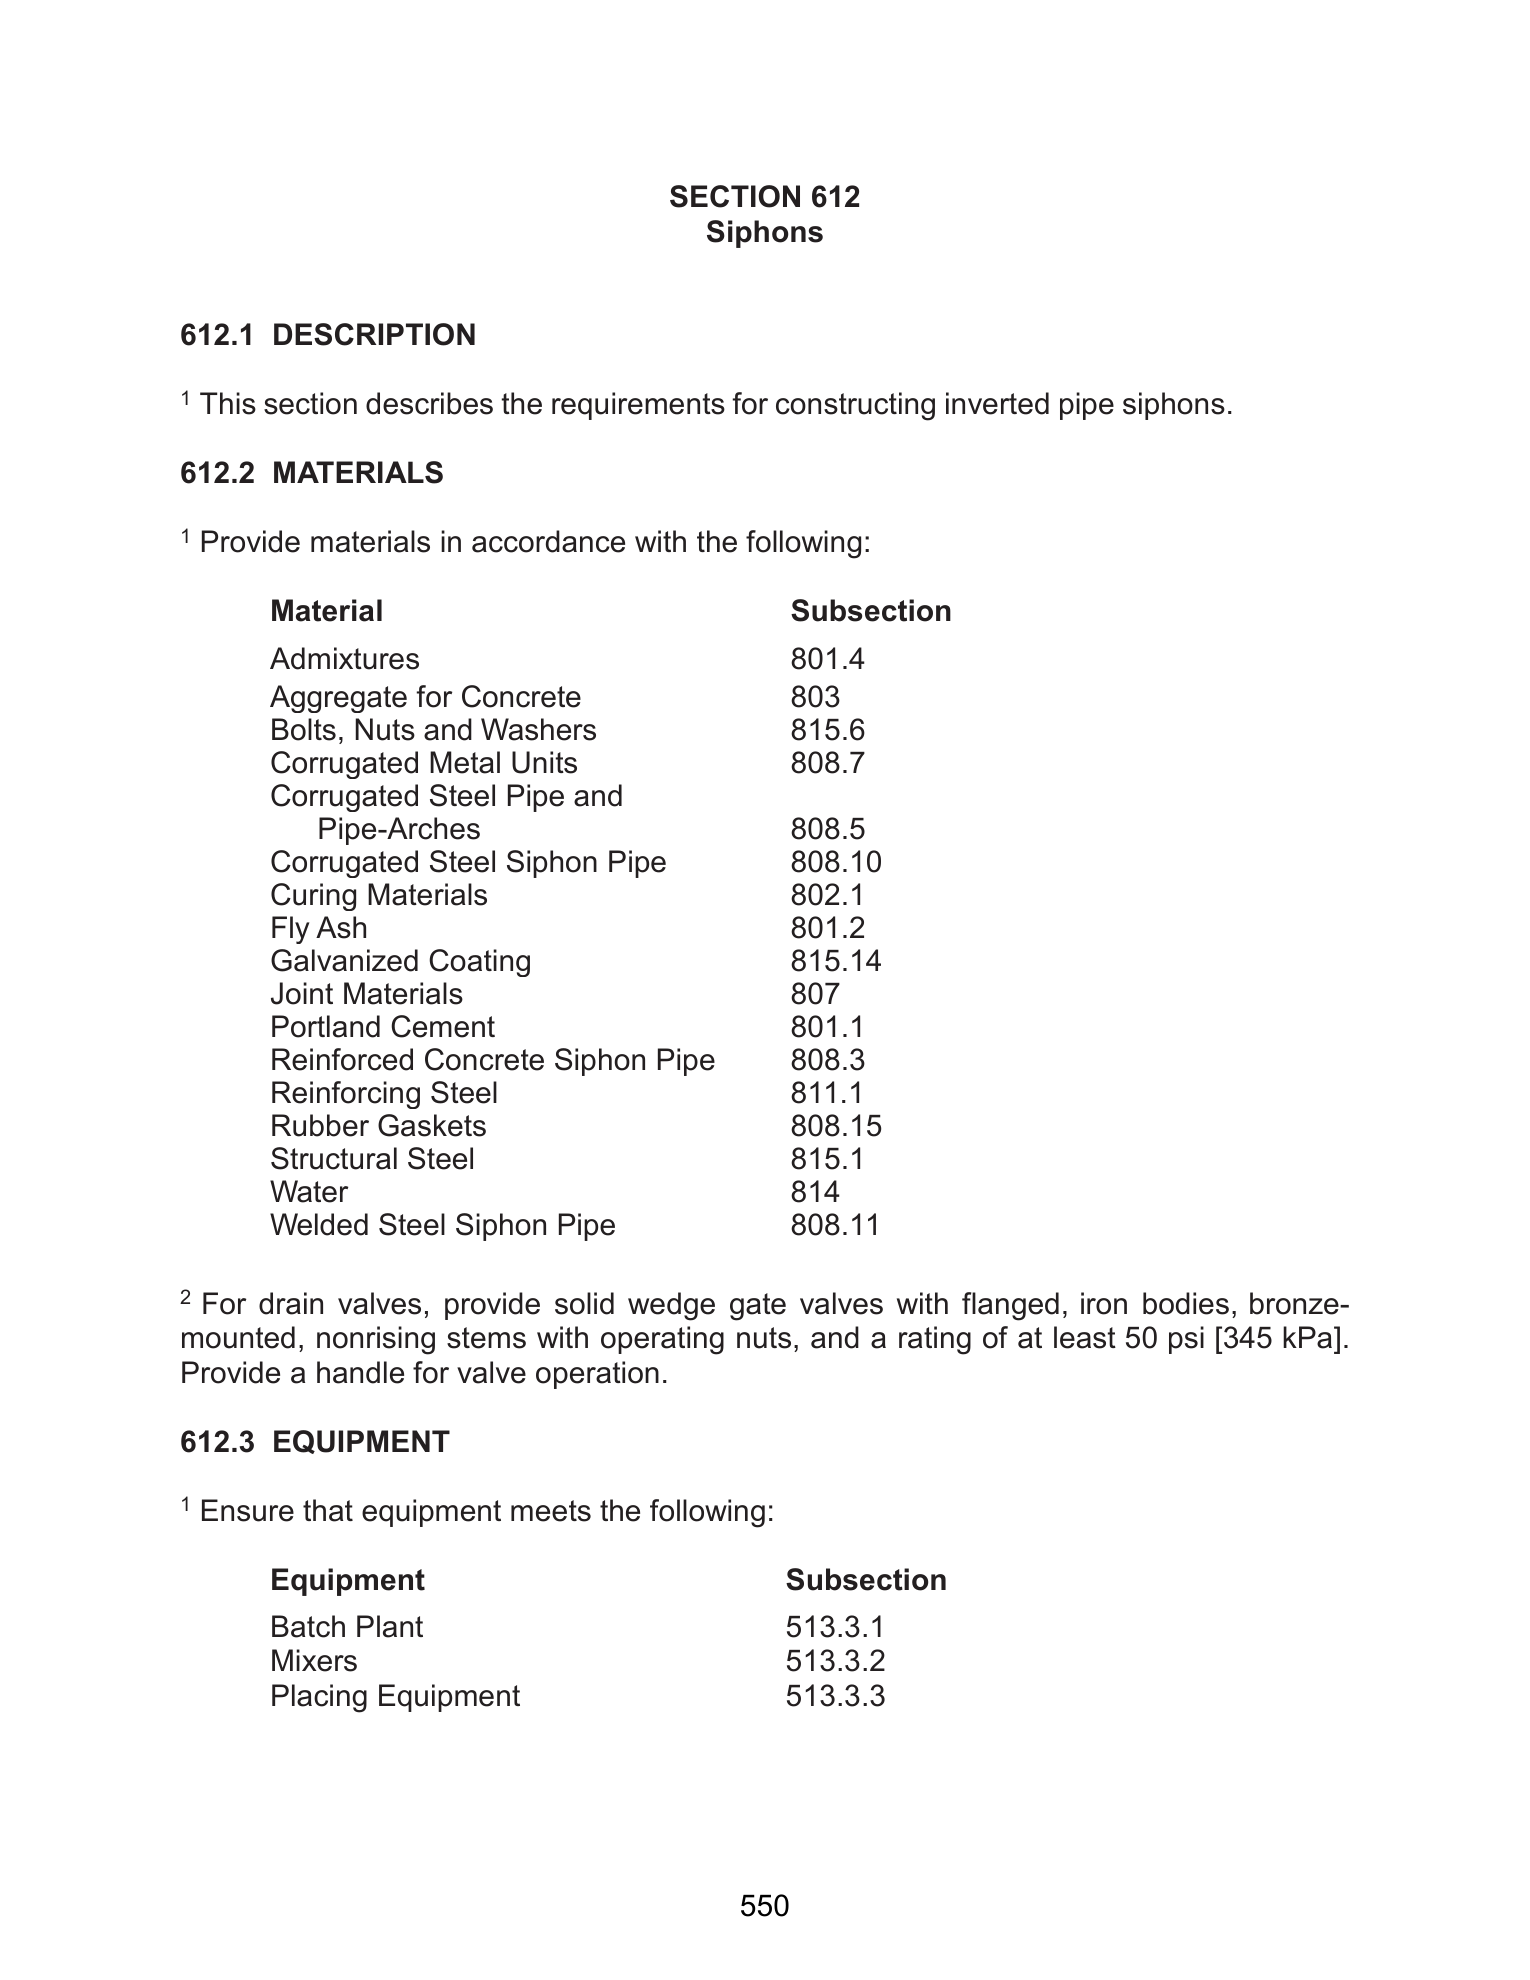 SECTION 612
Siphons
612.1 DESCRIPTION
1 This section describes the requirements for constructing inverted pipe siphons.
612.2 MATERIALS
1 Provide materials in accordance with the following:
Material Subsection
Admixtures 801.4
Aggregate for Concrete 803
Bolts, Nuts and Washers 815.6
Corrugated Metal Units 808.7
Corrugated Steel Pipe and
Pipe-Arches 808.5
Corrugated Steel Siphon Pipe 808.10
Curing Materials 802.1
Fly Ash 801.2
Galvanized Coating 815.14
Joint Materials 807
Portland Cement 801.1
Reinforced Concrete Siphon Pipe 808.3
Reinforcing Steel 811.1
Rubber Gaskets 808.15
Structural Steel 815.1
Water 814
Welded Steel Siphon Pipe 808.11
2 For drain valves, provide solid wedge gate valves with flanged, iron bodies, bronze-
mounted, nonrising stems with operating nuts, and a rating of at least 50 psi [345 kPa].
Provide a handle for valve operation.
612.3 EQUIPMENT
1 Ensure that equipment meets the following:
Equipment Subsection
Batch Plant 513.3.1
Mixers 513.3.2
Placing Equipment 513.3.3
550